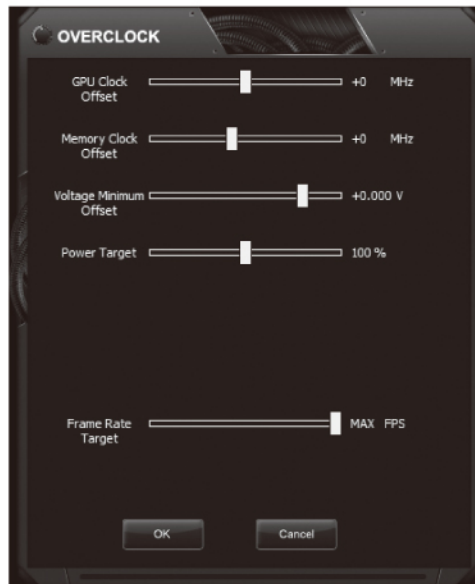 OVERCLOCK
GPU Clock
Offset
+0 MHz
Memory Clock
Offset
+0 MHz
Voltage Minimum
Offset
+0.000 V
Power Target
100 %
Frame Rate
Target
MAX FPS
OK
Cancel